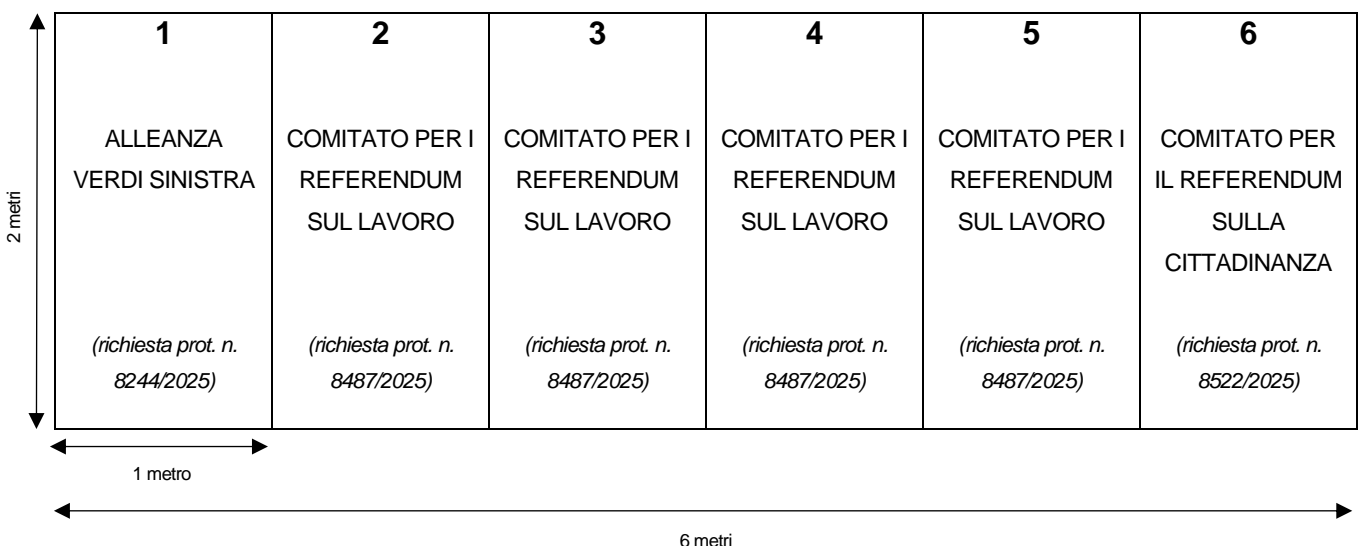 1
ALLEANZA
VERDI SINISTRA
(richiesta prot. n.
8244/2025)
2
COMITATO PER I
REFERENDUM
SUL LAVORO
(richiesta prot. n.
8487/2025)
3
COMITATO PER I
REFERENDUM
SUL LAVORO
(richiesta prot. n.
8487/2025)
4
COMITATO PER I
REFERENDUM
SUL LAVORO
(richiesta prot. n.
8487/2025)
5
COMITATO PER I
REFERENDUM
SUL LAVORO
(richiesta prot. n.
8487/2025)
6
COMITATO PER
IL REFERENDUM
SULLA
CITTADINANZA
(richiesta prot. n.
8522/2025)
2 metri
1 metro
6 metri